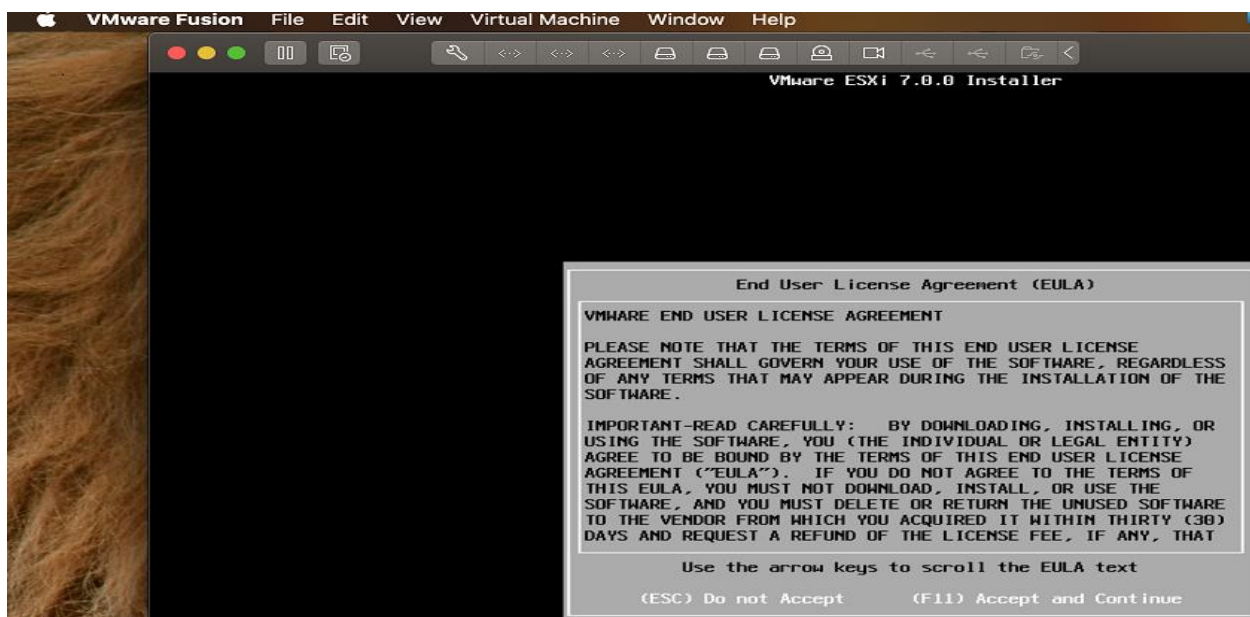 VMware Fusion File Edit View Virtual Machine Window Help
VMware ESXi 7.0.0 Installer
End User License Agreement (EULA)
VMWARE END USER LICENSE AGREEMENT
PLEASE NOTE THAT THE TERMS OF THIS END USER LICENSE
AGREEMENT SHALL GOVERN YOUR USE OF THE SOFTWARE, REGARDLESS
OF ANY TERMS THAT MAY APPEAR DURING THE INSTALLATION OF THE
SOFTWARE.
IMPORTANT-READ CAREFULLY: BY DOWNLOADING, INSTALLING, OR
USING THE SOFTWARE, YOU (THE INDIVIDUAL OR LEGAL ENTITY)
AGREE TO BE BOUND BY THE TERMS OF THIS END USER LICENSE
AGREEMENT ("EULA"). IF YOU DO NOT AGREE TO THE TERMS OF
THIS EULA, YOU MUST NOT DOWNLOAD, INSTALL, OR USE THE
SOFTWARE, AND YOU MUST DELETE OR RETURN THE UNUSED SOFTWARE
TO THE VENDOR FROM WHICH YOU ACQUIRED IT WITHIN THIRTY (30)
DAYS AND REQUEST A REFUND OF THE LICENSE FEE, IF ANY, THAT
Use the arrow keys to scroll the EULA text
(ESC) Do not Accept (F11) Accept and Continue